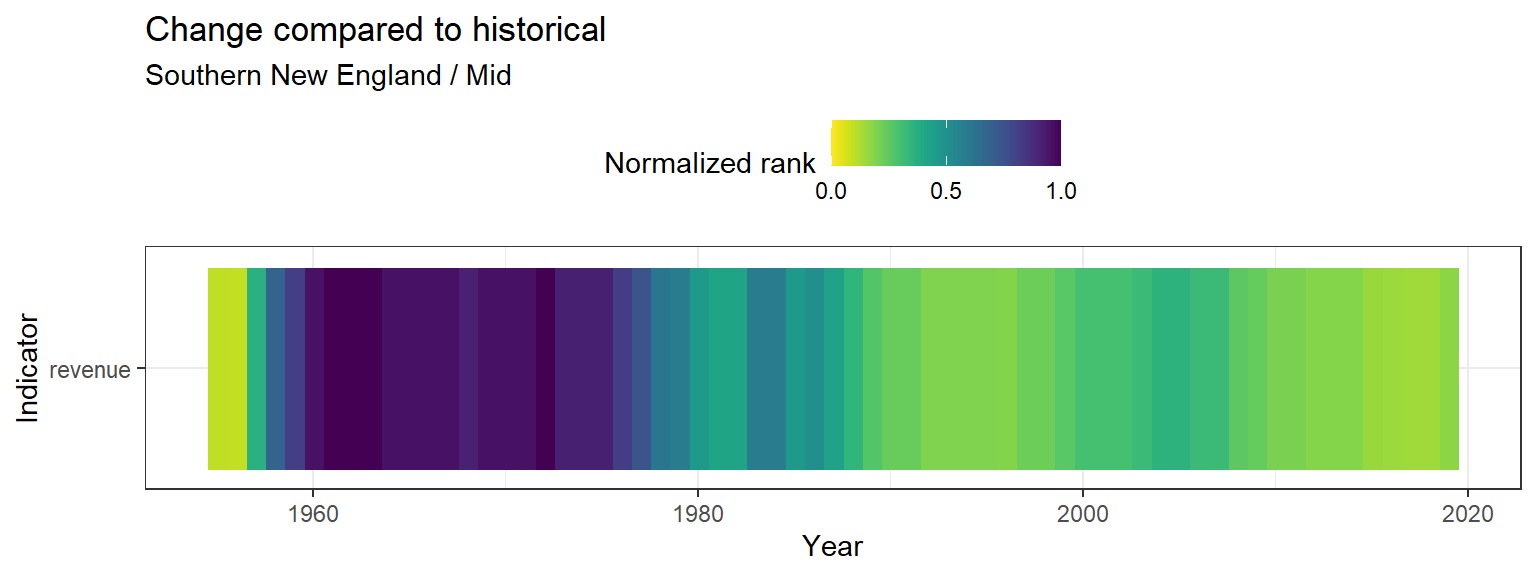 Change compared to historical
Southern New England / Mid
Normalized rank
0.0 0.5 1.0
Indicator
revenue
1960 1980 2000 2020
Year